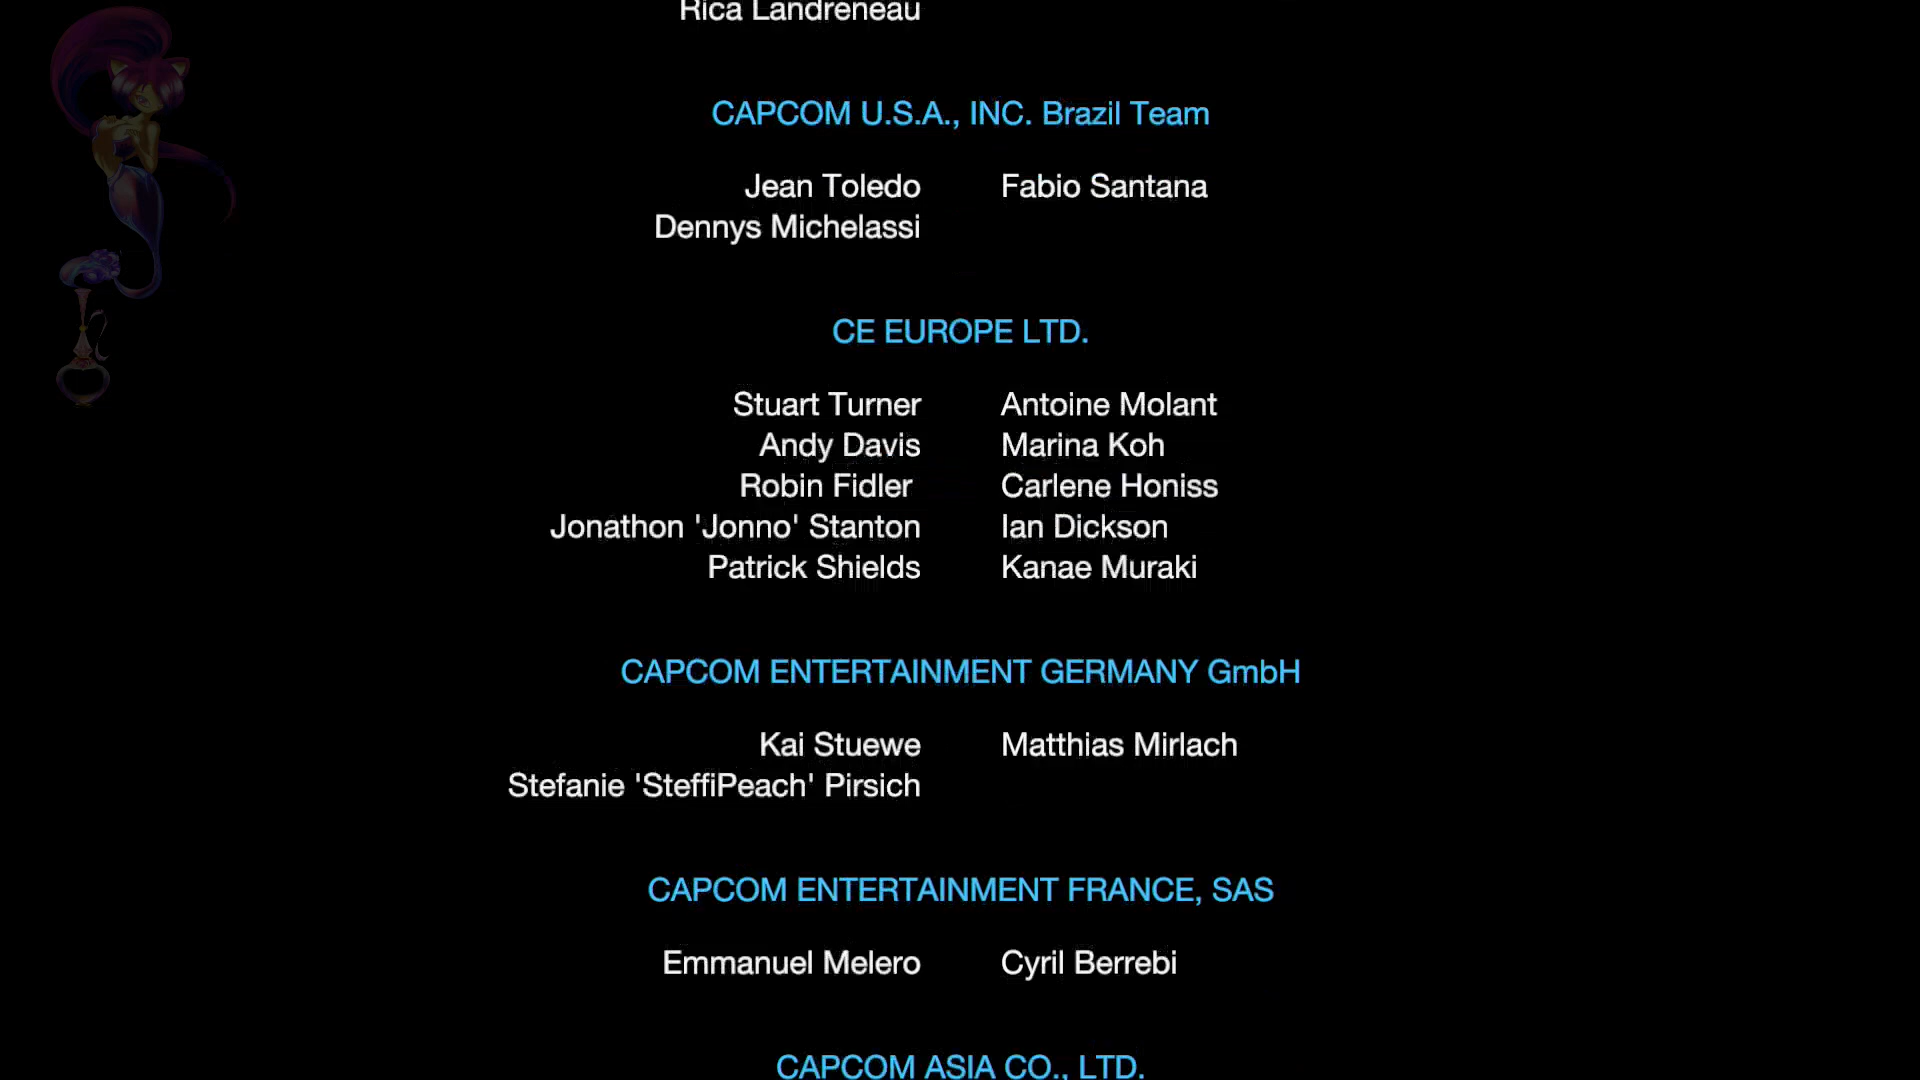 Rica Landreneau
CAPCOM U.S.A., INC. Brazil Team
Jean Toledo Fabio Santana
Dennys Michelassi
CE EUROPE LTD.
Stuart Turner Antoine Molant
Andy Davis Marina Koh
Robin Fidler Carlene Honiss
Jonathon 'Jonno' Stanton Ian Dickson
Patrick Shields Kanae Muraki
CAPCOM ENTERTAINMENT GERMANY GmbH
Kai Stuewe Matthias Mirlach
Stefanie 'SteffiPeach' Pirsich
CAPCOM ENTERTAINMENT FRANCE, SAS
Emmanuel Melero Cyril Berrebi
CAPCOM ASIA CO., LTD.